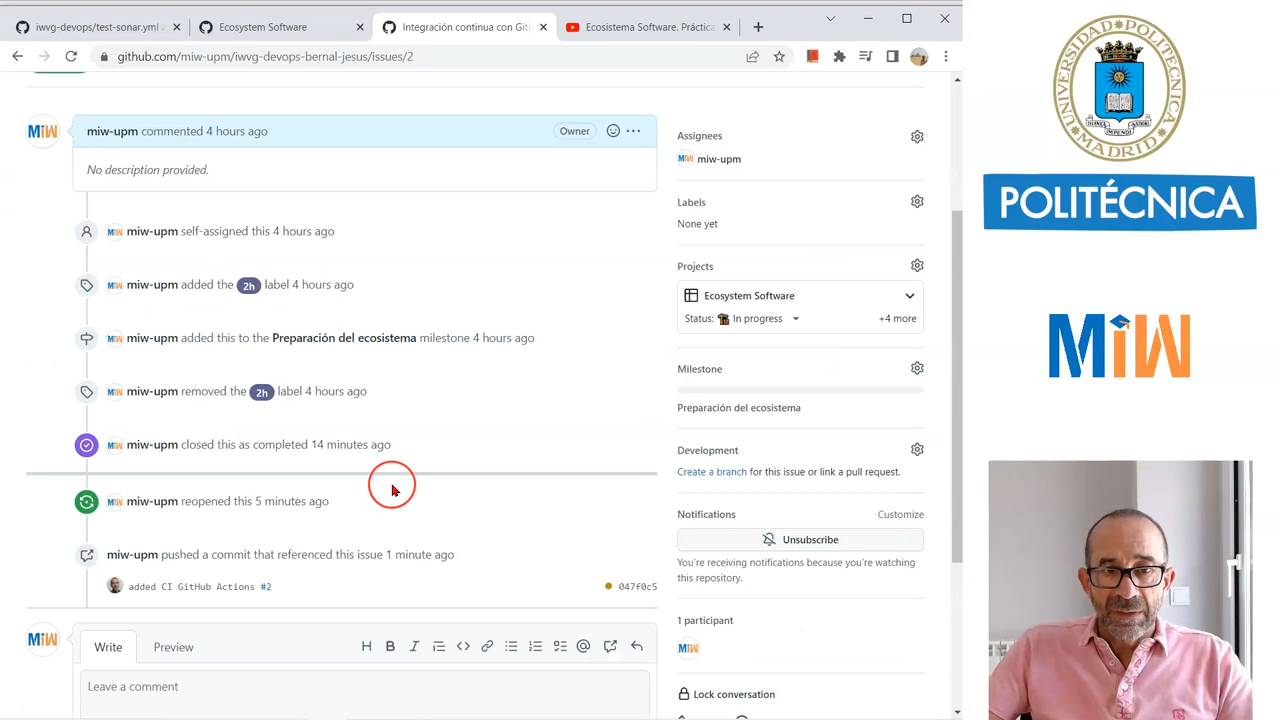 iwvg-devops/test-sonar.yml a
Ecosystem Software
Integración continua con GitH
Ecosistema Software. Práctica
github.com/miw-upm/iwvg-devops-bernal-jesus/issues/2
miw-upm commented 4 hours ago
Owner
No description provided.
miw-upm self-assigned this 4 hours ago
miw-upm added the 2h label 4 hours ago
miw-upm added this to the Preparación del ecosistema milestone 4 hours ago
miw-upm removed the 2h label 4 hours ago
miw-upm closed this as completed 14 minutes ago
miw-upm reopened this 5 minutes ago
miw-upm pushed a commit that referenced this issue 1 minute ago
added CI GitHub Actions #2
047f0c5
Write
Preview
Leave a comment
Assignees
miw-upm
Labels
None yet
Projects
Ecosystem Software
Status: In progress
+4 more
Milestone
Preparación del ecosistema
Development
Create a branch for this issue or link a pull request.
Notifications
Customize
Unsubscribe
You're receiving notifications because you're watching
this repository.
1 participant
Lock conversation
UNIVERSIDAD POLITÉCNICA
DE MADRID
POLITÉCNICA
MiW